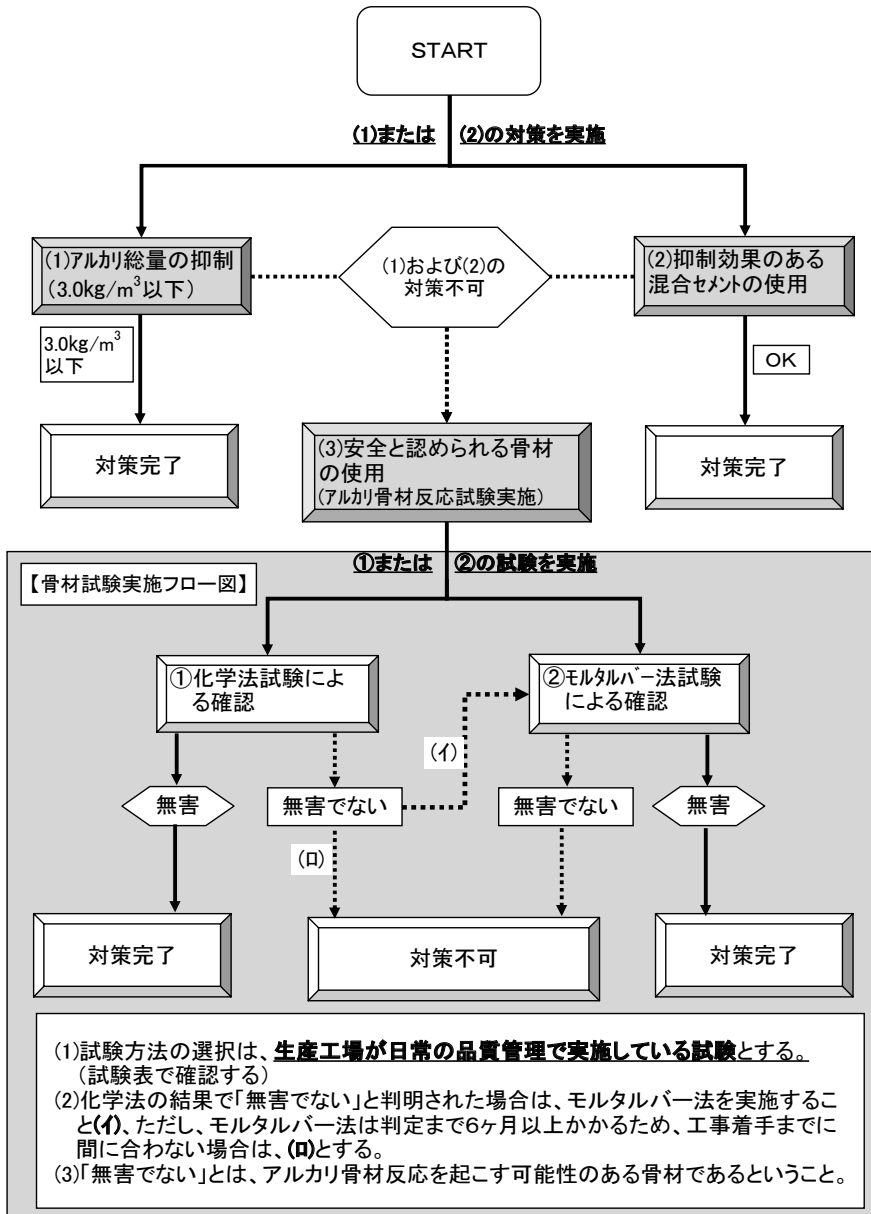 START
(1)または (2)の対策を実施
(1)アルカリ総量の抑制
(3.0kg/m³以下)
(1)および(2)の
対策不可
(2)抑制効果のある
混合セメントの使用
3.0kg/m³
以下
OK
対策完了
(3)安全と認められる骨材
の使用
(アルカリ骨材反応試験実施)
対策完了
①または ②の試験を実施
【骨材試験実施フロー図】
①化学法試験によ
る確認
②モルタルバー法試験
による確認
(イ)
無害
無害でない
無害でない
無害
(ロ)
対策完了
対策不可
対策完了
(1)試験方法の選択は、生産工場が日常の品質管理で実施している試験とする。
(試験表で確認する)
(2)化学法の結果で「無害でない」と判明された場合は、モルタルバー法を実施するこ
と(イ)、ただし、モルタルバー法は判定まで6ヶ月以上かかるため、工事着手までに
間に合わない場合は、(ロ)とする。
(3)「無害でない」とは、アルカリ骨材反応を起こす可能性のある骨材であるということ。